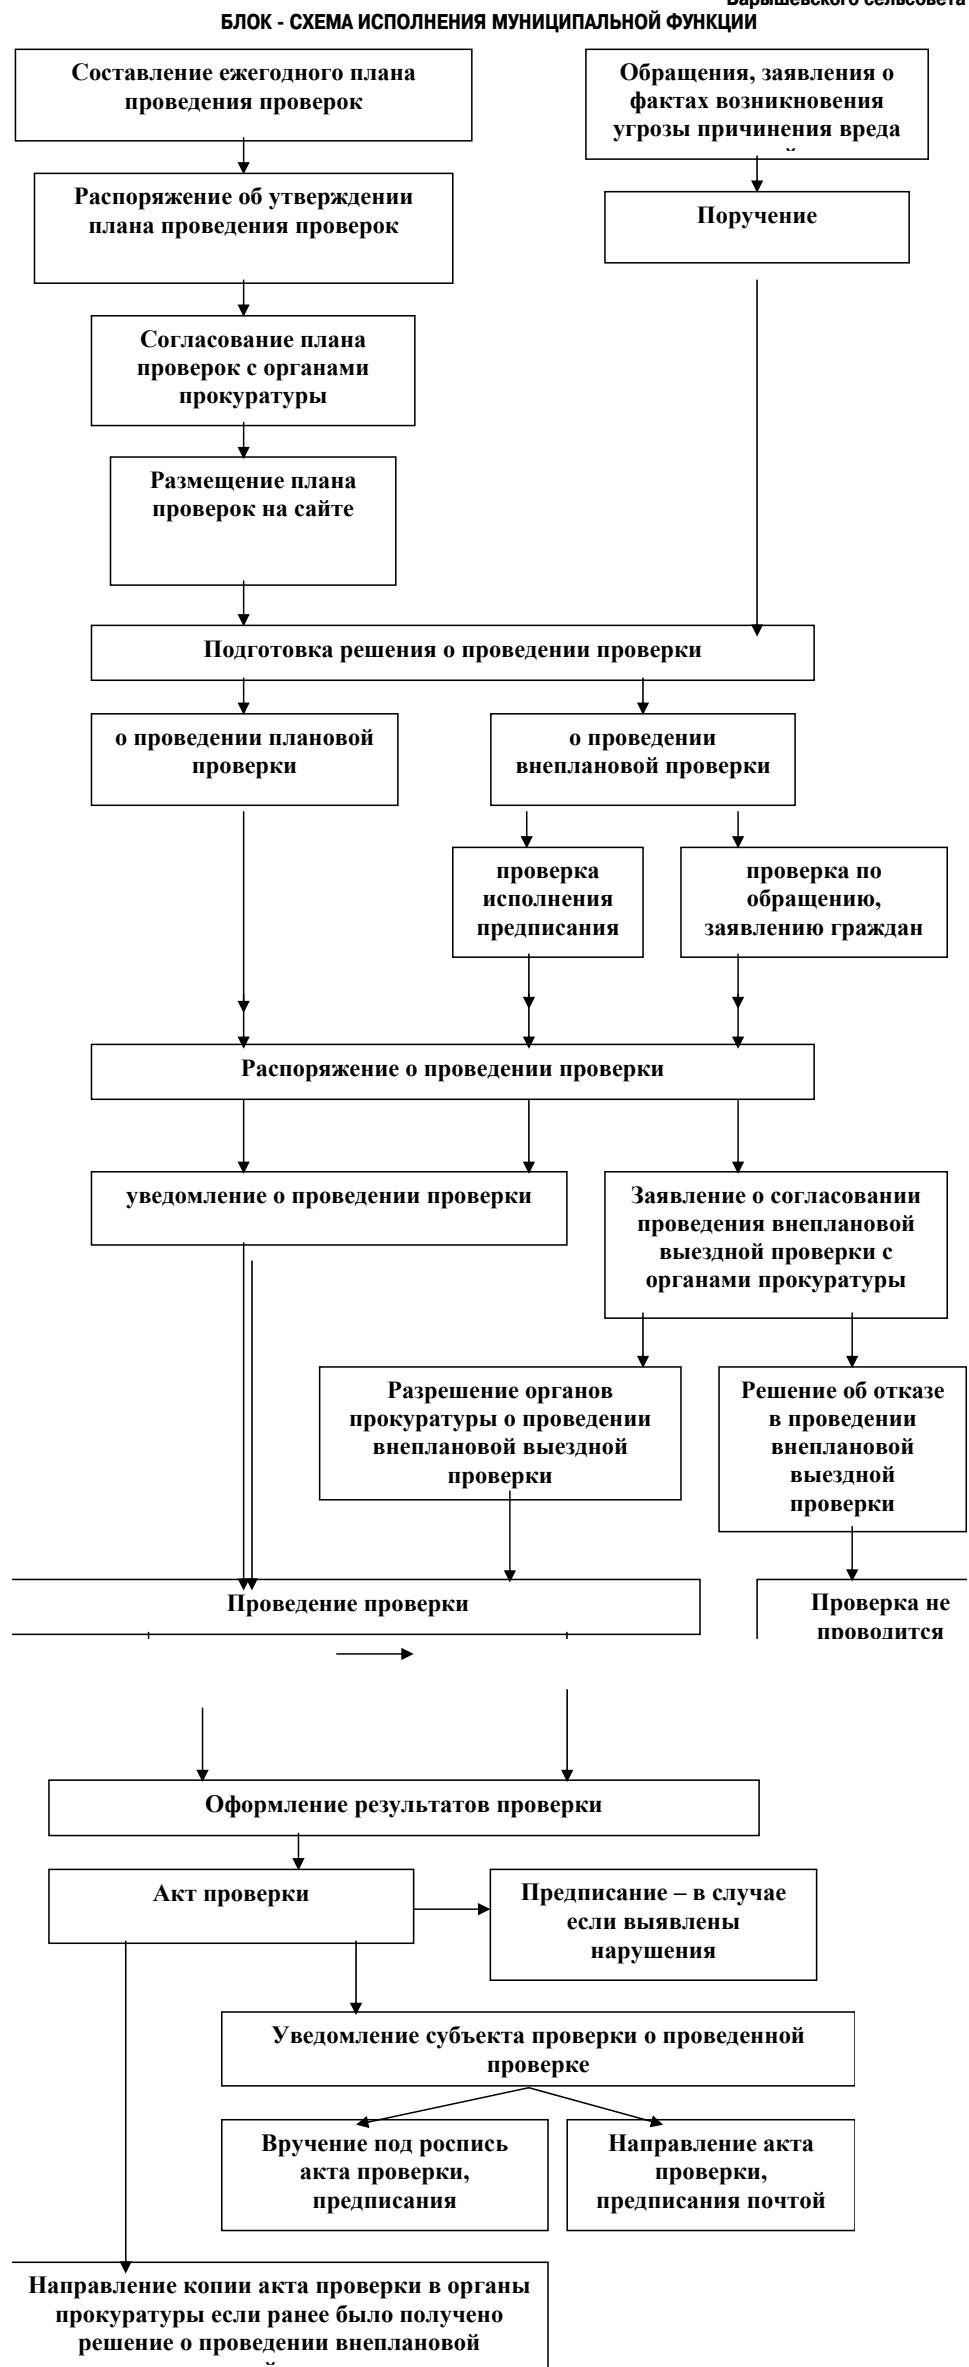 Барышевского сельсовета
БЛОК - СХЕМА ИСПОЛНЕНИЯ МУНИЦИПАЛЬНОЙ ФУНКЦИИ
Составление ежегодного плана
проведения проверок
Обращения, заявления о
фактах возникновения
угрозы причинения вреда
Распоряжение об утверждении
плана проведения проверок
Поручение
Согласование плана
проверок с органами
прокуратуры
Размещение плана
проверок на сайте
Подготовка решения о проведении проверки
о проведении плановой
проверки
о проведении
внеплановой проверки
проверка
исполнения
предписания
проверка по
обращению,
заявлению граждан
Распоряжение о проведении проверки
уведомление о проведении проверки
Заявление о согласовании
проведения внеплановой
выездной проверки с
органами прокуратуры
Разрешение органов
прокуратуры о проведении
внеплановой выездной
проверки
Решение об отказе
в проведении
внеплановой
выездной
проверки
Проведение проверки
Проверка не
проводится
Оформление результатов проверки
Акт проверки
Предписание – в случае
если выявлены
нарушения
Уведомление субъекта проверки о проведенной
проверке
Вручение под роспись
акта проверки,
предписания
Направление акта
проверки,
предписания почтой
Направление копии акта проверки в органы
прокуратуры если ранее было получено
решение о проведении внеплановой